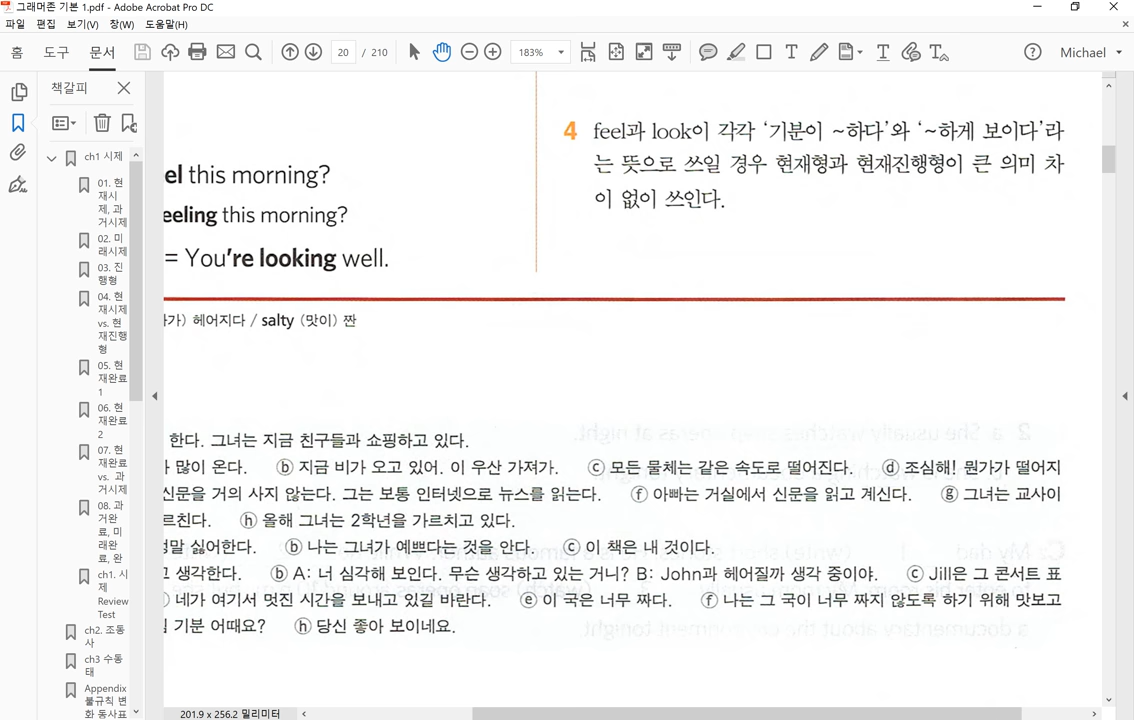 그래머존 기본 1.pdf - Adobe Acrobat Pro DC
파일 편집 보기(V) 창(W) 도움말(H)
홈 도구 문서 20 / 210 183% Michael
책갈피
ch1 시제
01. 현
재시
제, 과
거시제
02. 미
래시제
03. 진
행형
04. 현
재시제
vs. 현
재진행
형
05. 현
재완료
1
06. 현
재완료
2
07. 현
재완료
vs. 과
거시제
08. 과
거완
료, 미
래완
료, 완
ch1. 시
제
Review
Test
ch2. 조동
사
ch3 수동
태
Appendix
불규칙 변
화 동사표
el this morning?
eeling this morning?
= You're looking well.
4 feel과 look이 각각 ‘기분이 ~하다’와 ‘~하게 보이다’라
는 뜻으로 쓰일 경우 현재형과 현재진행형이 큰 의미 차
이 없이 쓰인다.
가) 헤어지다 / salty (맛이) 짠
한다. 그녀는 지금 친구들과 쇼핑하고 있다.
많이 온다. ⓑ 지금 비가 오고 있어. 이 우산 가져가. ⓒ 모든 물체는 같은 속도로 떨어진다. ⓓ 조심해! 뭔가가 떨어지
신문을 거의 사지 않는다. 그는 보통 인터넷으로 뉴스를 읽는다. ⓕ 아빠는 거실에서 신문을 읽고 계신다. ⓖ 그녀는 교사이
르친다. ⓗ 올해 그녀는 2학년을 가르치고 있다.
정말 싫어한다. ⓑ 나는 그녀가 예쁘다는 것을 안다. ⓒ 이 책은 내 것이다.
고 생각한다. ⓑ A: 너 심각해 보인다. 무슨 생각하고 있는 거니? B: John과 헤어질까 생각 중이야. ⓒ Jill은 그 콘서트 표
네가 여기서 멋진 시간을 보내고 있길 바란다. ⓔ 이 국은 너무 짜다. ⓕ 나는 그 국이 너무 짜지 않도록 하기 위해 맛보고
기분 어때요? ⓗ 당신 좋아 보이네요.
201.9 x 256.2 밀리미터